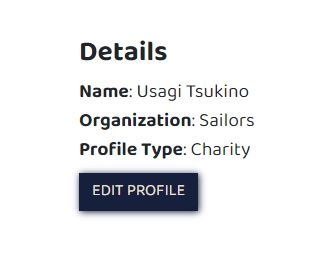 Details
Name: Usagi Tsukino
Organization: Sailors
Profile Type: Charity
EDIT PROFILE